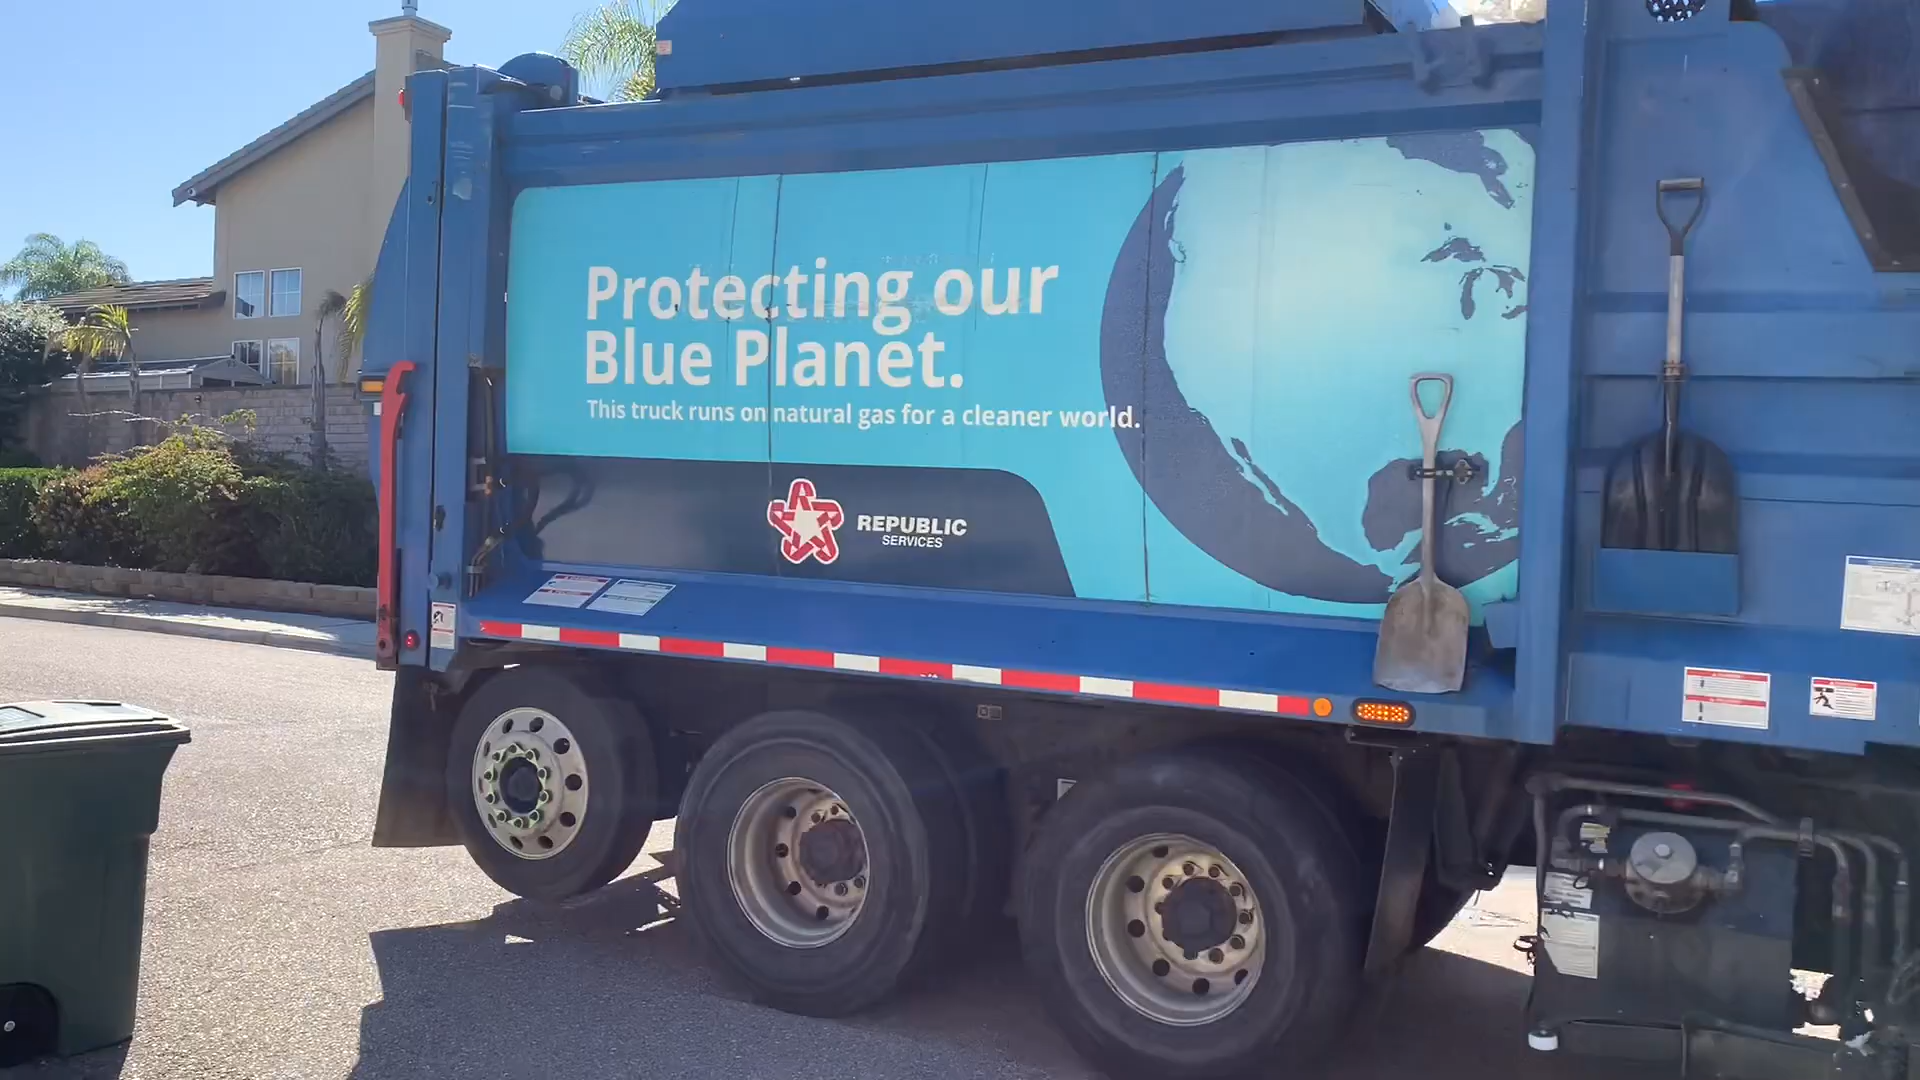 Protecting our
Blue Planet.
This truck runs on natural gas for a cleaner world.
REPUBLIC
SERVICES